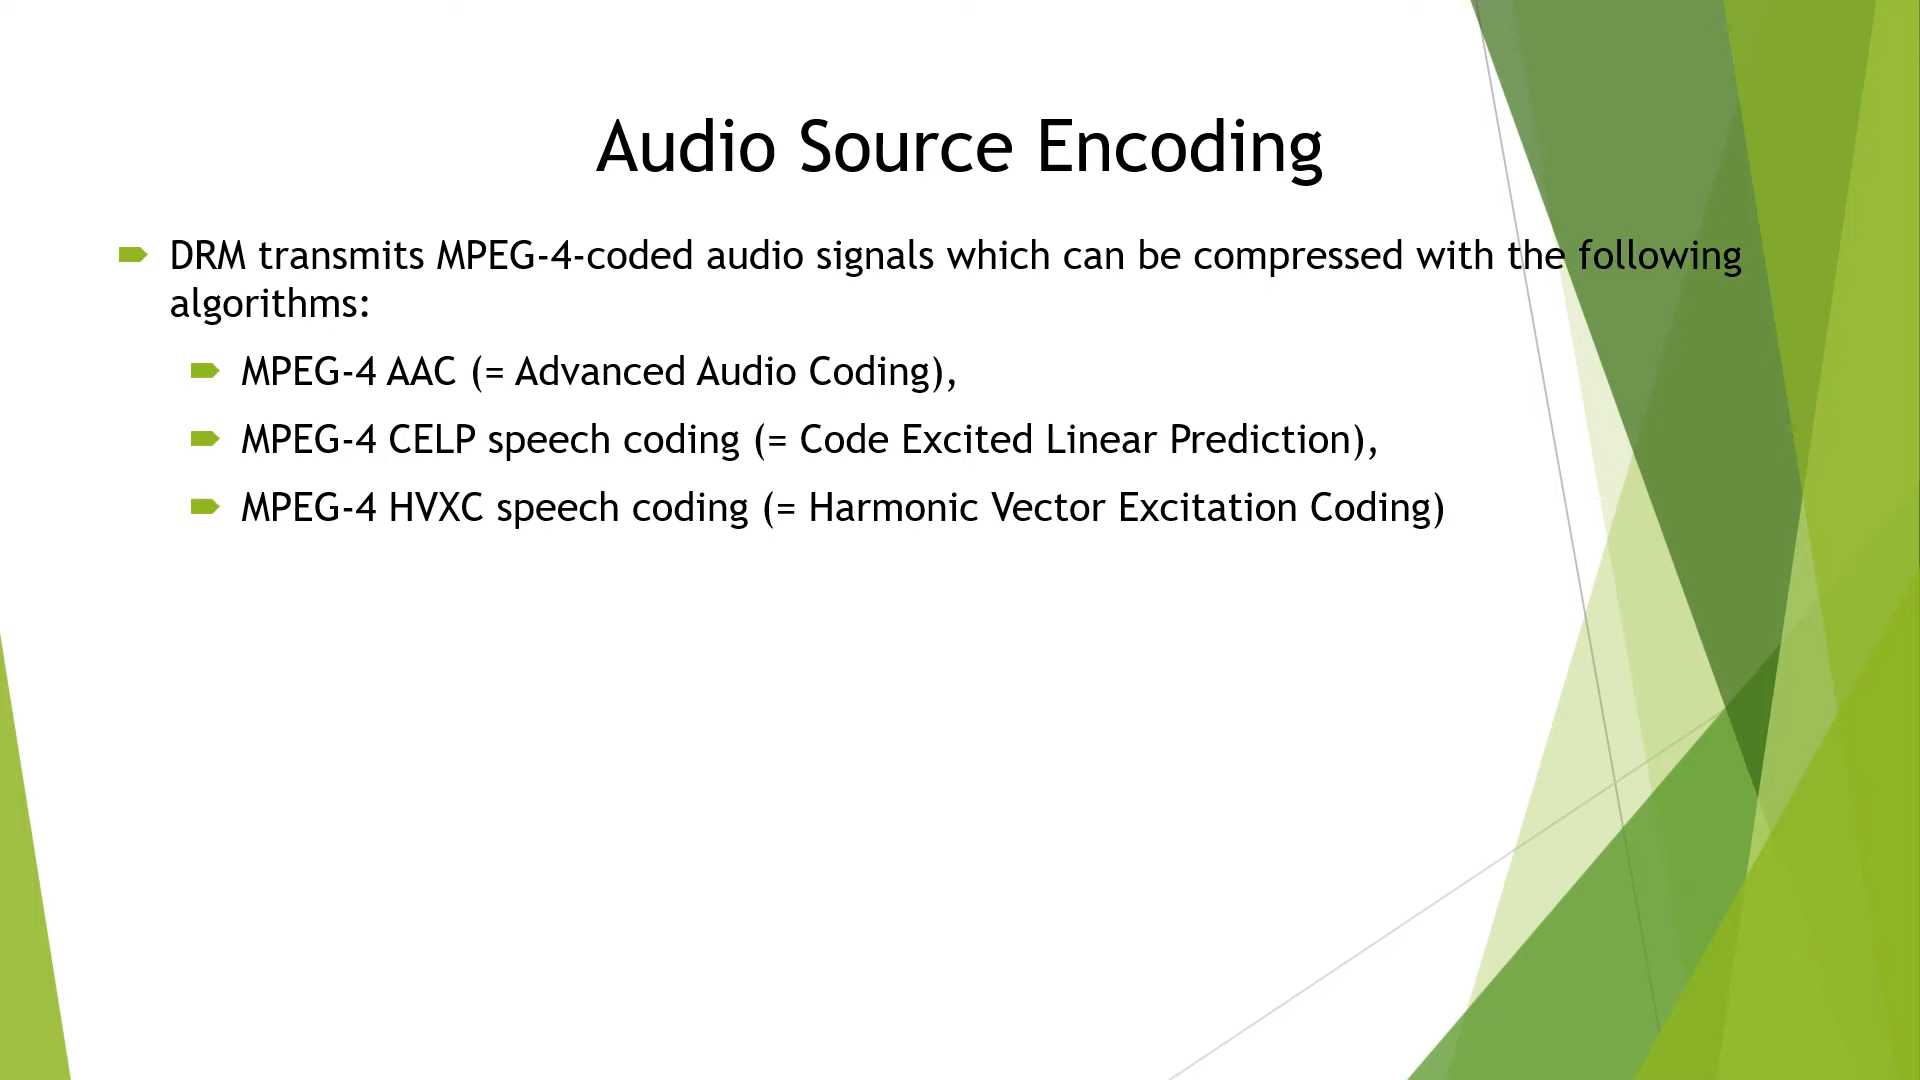 Audio Source Encoding
DRM transmits MPEG-4-coded audio signals which can be compressed with the following
algorithms:
MPEG-4 AAC (= Advanced Audio Coding),
MPEG-4 CELP speech coding (= Code Excited Linear Prediction),
MPEG-4 HVXC speech coding (= Harmonic Vector Excitation Coding)